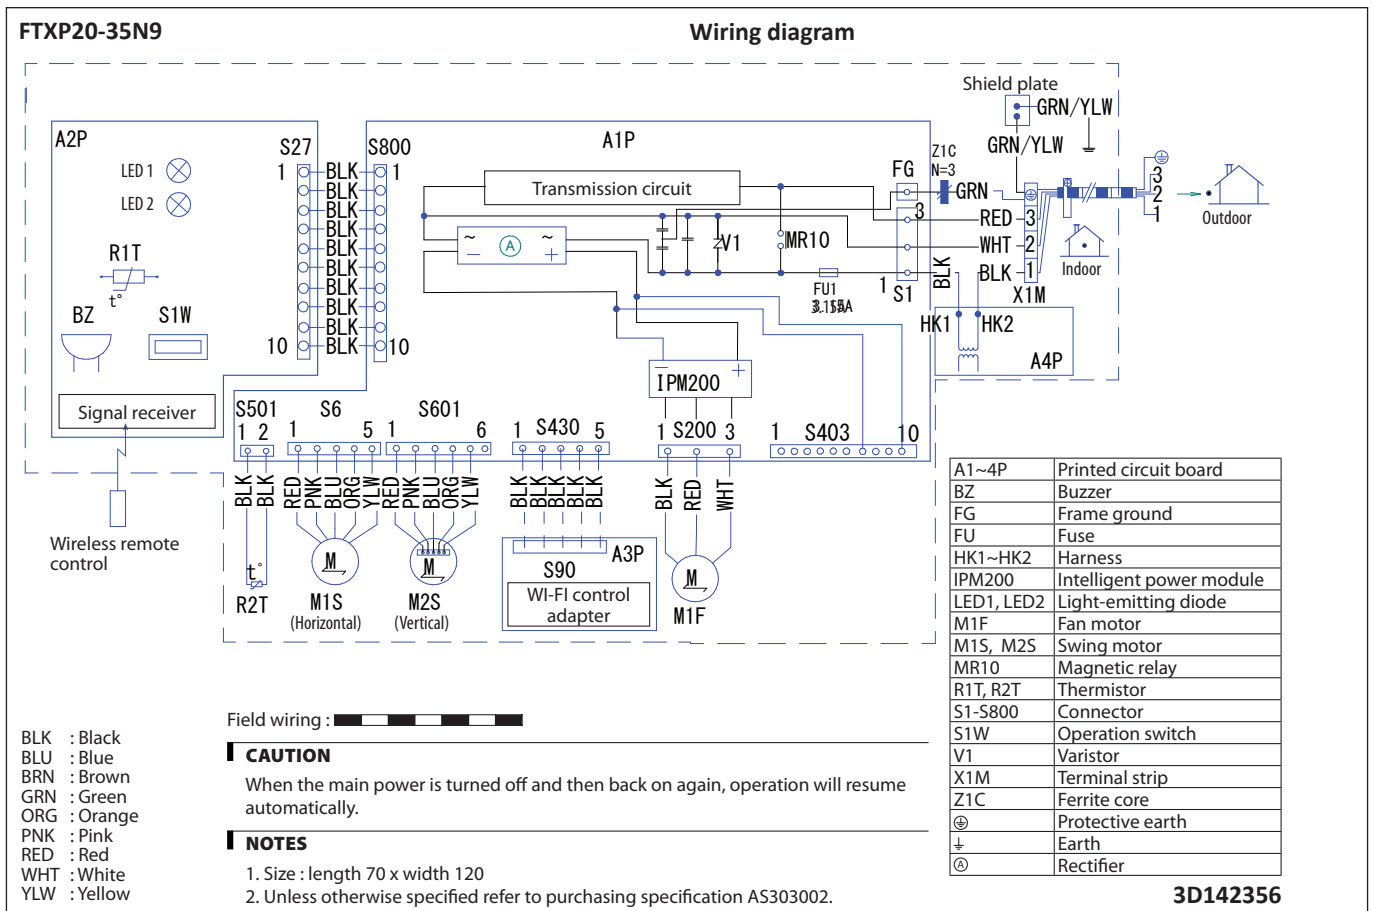 FTXP20-35N9
Wiring diagram
Shield plate
GRN/YLW
GRN/YLW
A2P
LED 1
LED 2
R1T
t°
BZ
S1W
Signal receiver
Wireless remote
control
S27
1
10
BLK
BLK
BLK
BLK
BLK
BLK
BLK
BLK
BLK
BLK
S800
1
10
A1P
Transmission circuit
~ A ~
− +
V1
MR10
FU1
FG
Z1C
N=3
GRN
3
1
S1
RED
WHT
BLK
BLK
3
2
1
X1M
3
2
1
Outdoor
Indoor
HK1
HK2
A4P
− +
IPM200
S501
1 2
S6
1 5
S601
1 6
1 S430 5
1 S200 3
1 S403 10
BLK
BLK
RED
PNK
BLU
ORG
YLW
RED
PNK
BLU
ORG
YLW
BLK
BLK
BLK
BLK
BLK
BLK
RED
WHT
t°
R2T
M
M1S
(Horizontal)
M
M2S
(Vertical)
A3P
S90
WI-FI control
adapter
M
M1F
A1~4P Printed circuit board
BZ Buzzer
FG Frame ground
FU Fuse
HK1~HK2 Harness
IPM200 Intelligent power module
LED1, LED2 Light-emitting diode
M1F Fan motor
M1S, M2S Swing motor
MR10 Magnetic relay
R1T, R2T Thermistor
S1-S800 Connector
S1W Operation switch
V1 Varistor
X1M Terminal strip
Z1C Ferrite core
Protective earth
Earth
A Rectifier
3D142356
Field wiring :
BLK : Black
BLU : Blue
BRN : Brown
GRN : Green
ORG : Orange
PNK : Pink
RED : Red
WHT : White
YLW : Yellow
CAUTION
When the main power is turned off and then back on again, operation will resume
automatically.
NOTES
1. Size : length 70 x width 120
2. Unless otherwise specified refer to purchasing specification AS303002.